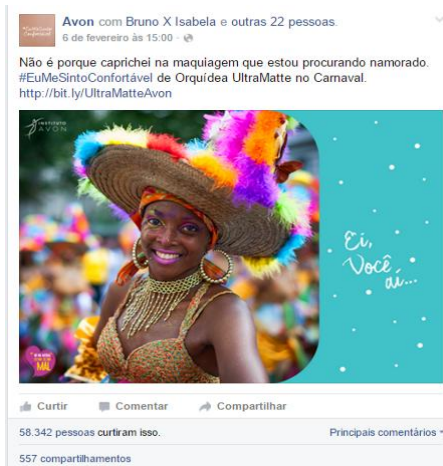 Avon com Bruno X Isabela e outras 22 pessoas.
6 de fevereiro às 15:00 ·
Não é porque caprichei na maquiagem que estou procurando namorado.
#EuMeSintoConfortável de Orquídea UltraMatte no Carnaval.
http://bit.ly/UltraMatteAvon
INSTITUTO
AVON
Ei,
Você
aí...
MAL
Curtir Comentar Compartilhar
58.342 pessoas curtiram isso. Principais comentários
557 compartilhamentos